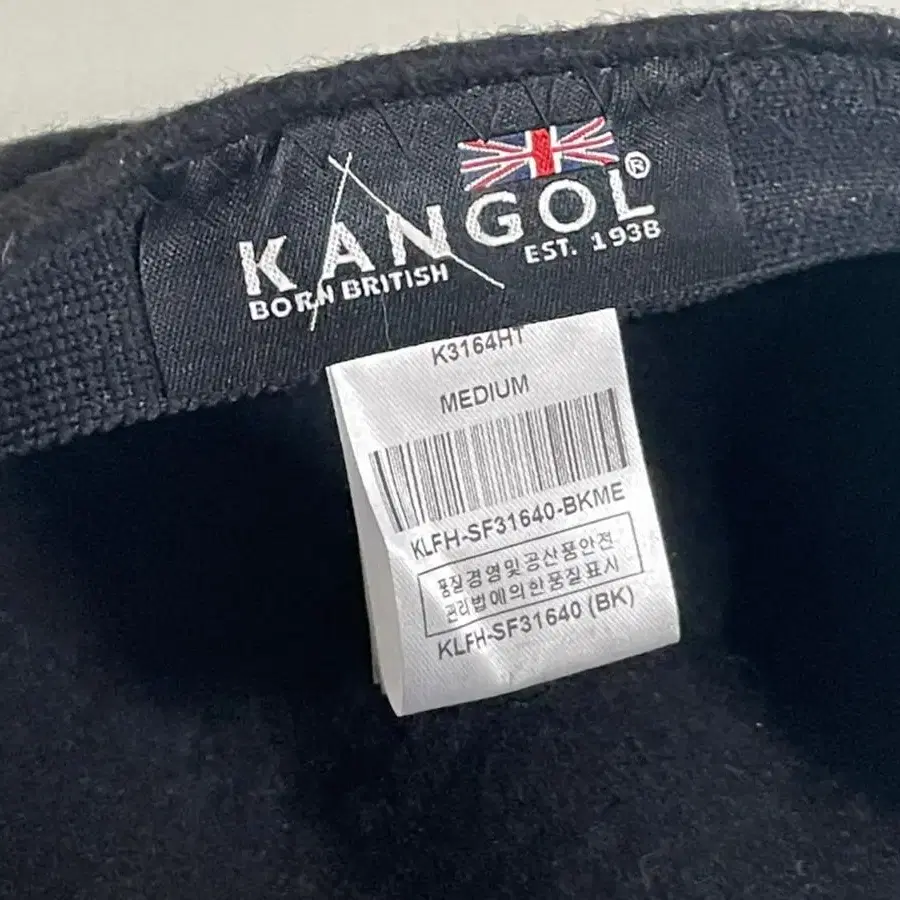 KANGOL®
BORN BRITISH EST. 1938
K3164HT
MEDIUM
KLFH-SF31640-BKME
품질경영및공산품안전
관리법에의한품질표시
KLFH-SF31640 (BK)